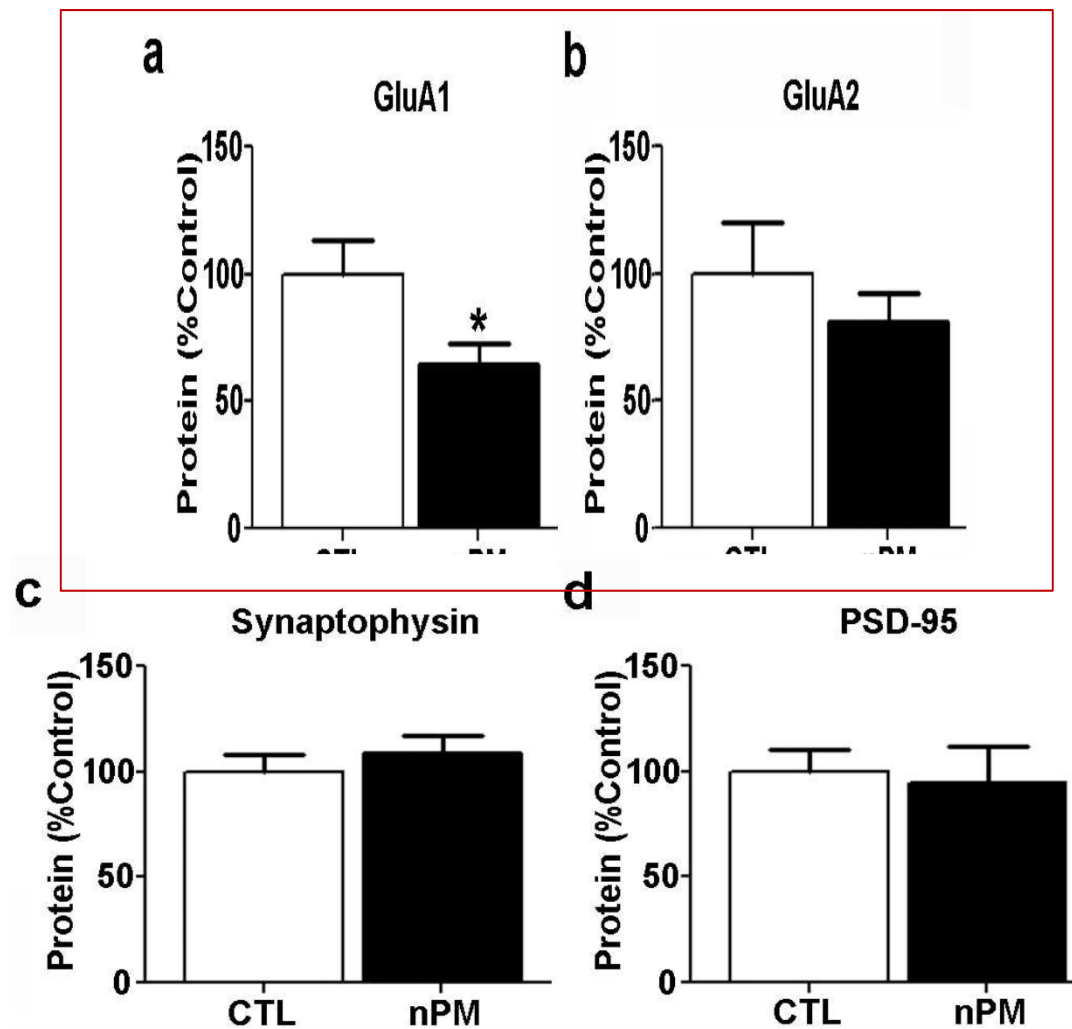 a
GluA1
Protein (%Control)
150
100
50
0
*
b
GluA2
Protein (%Control)
150
100
50
0
c
Synaptophysin
Protein (%Control)
150
100
50
0
CTL
nPM
d
PSD-95
Protein (%Control)
150
100
50
0
CTL
nPM